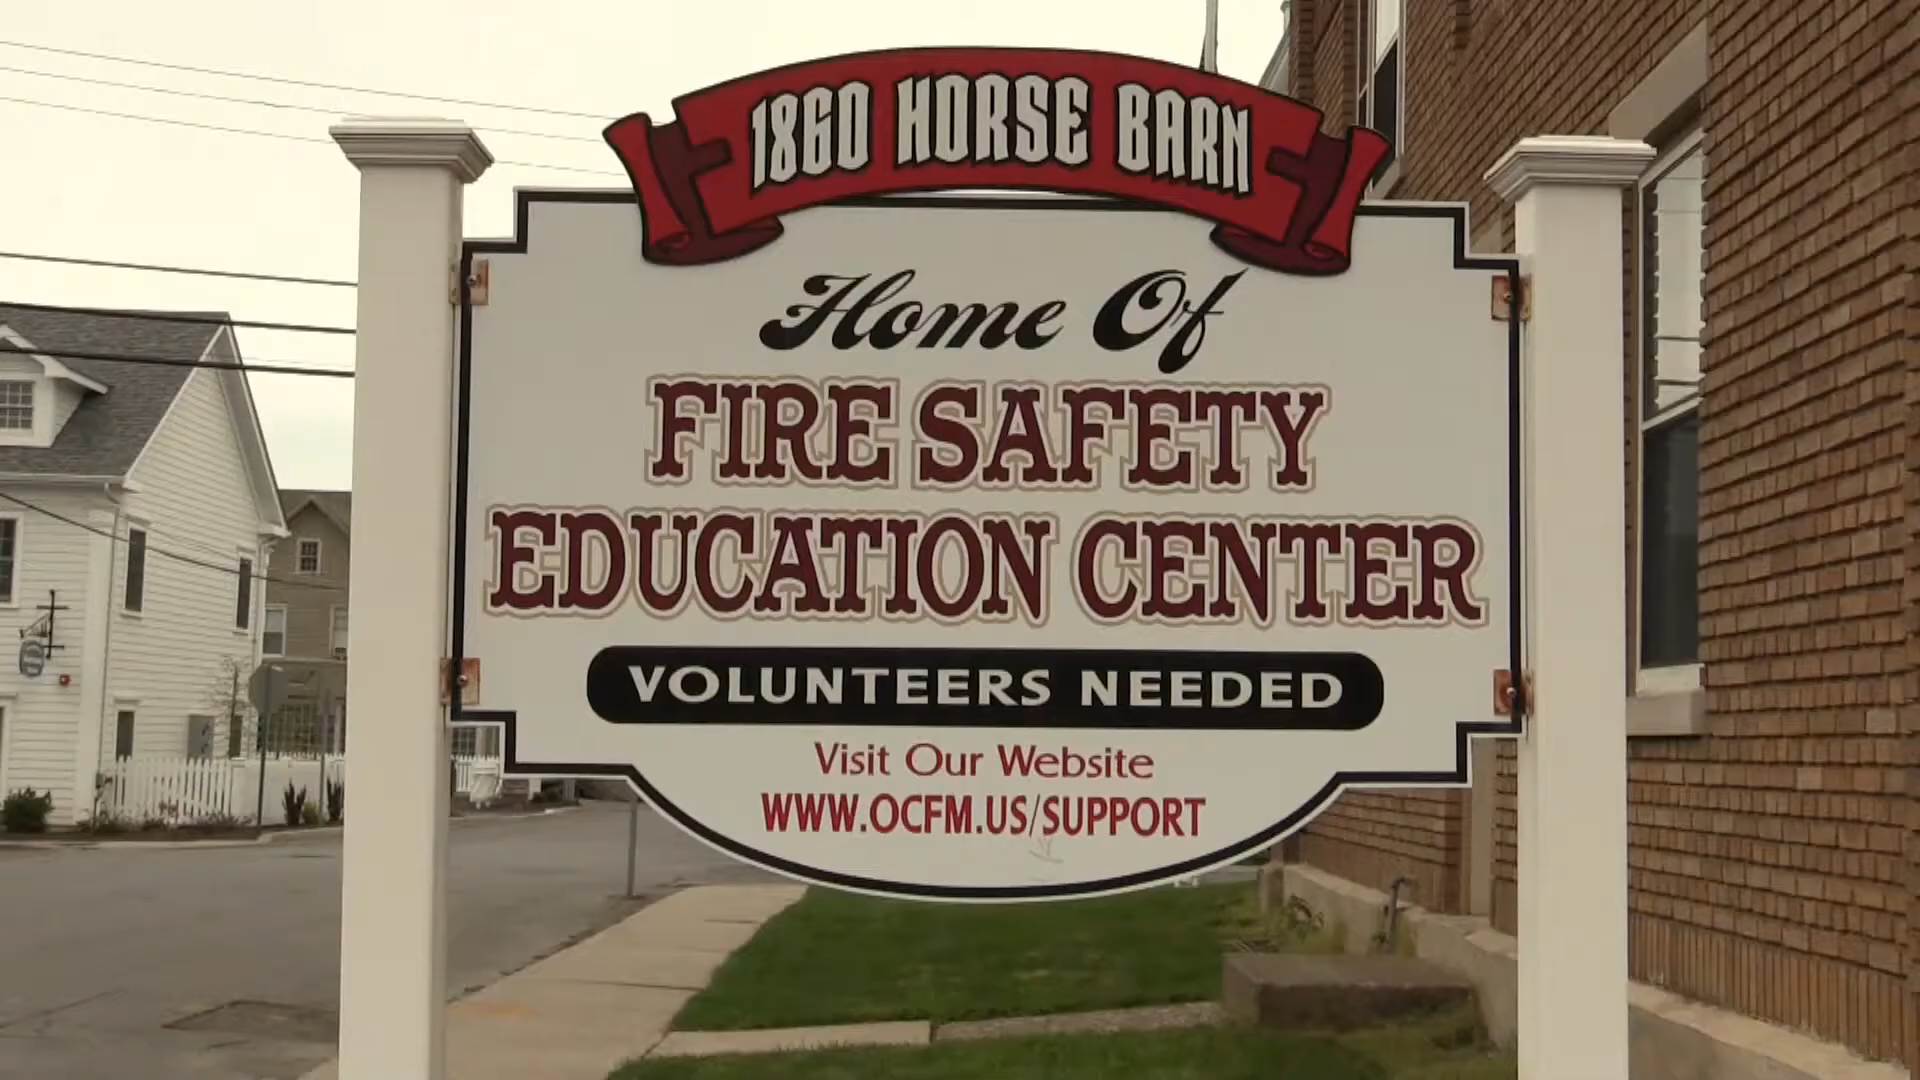 1860 HORSE BARN
Home Of
FIRE SAFETY
EDUCATION CENTER
VOLUNTEERS NEEDED
Visit Our Website
WWW.OCFM.US/SUPPORT